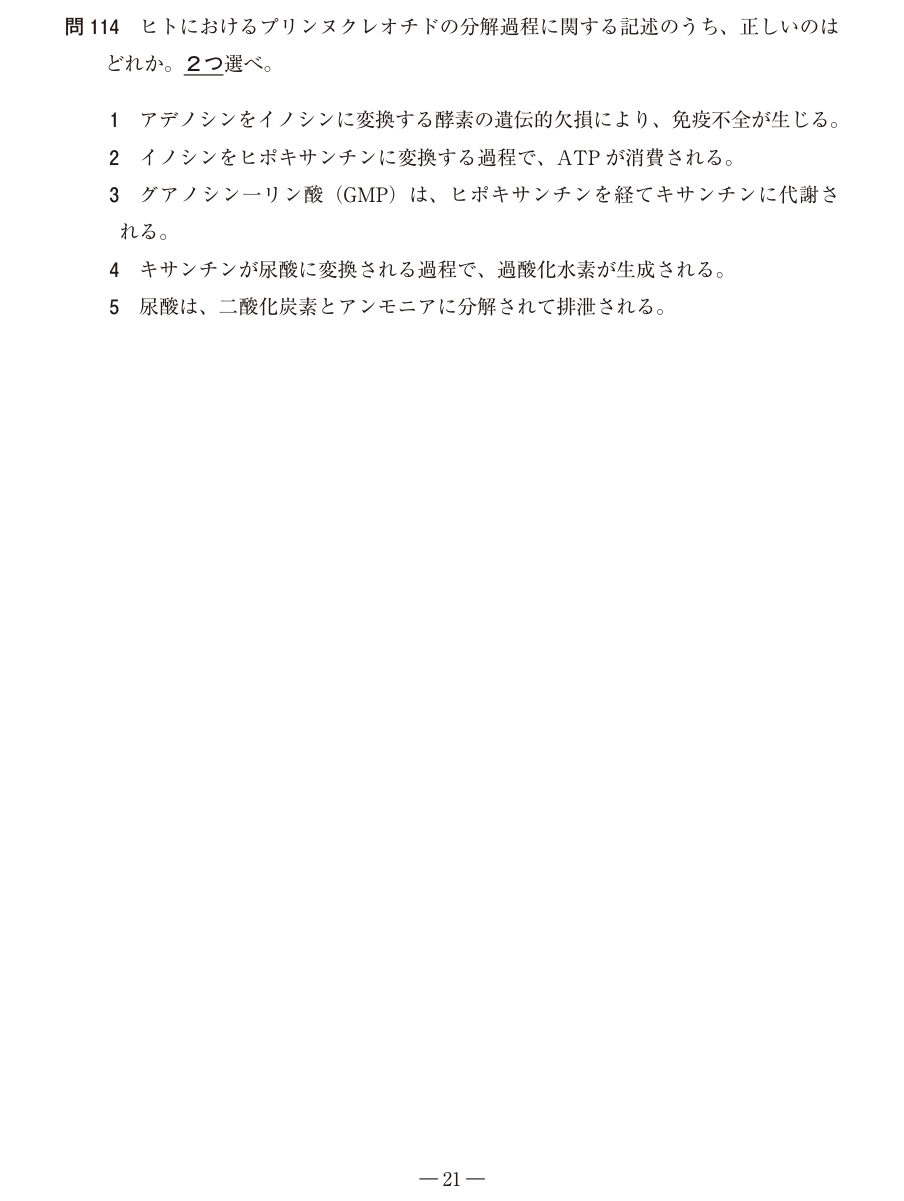 問 114　ヒトにおけるプリンヌクレオチドの分解過程に関する記述のうち、正しいのは
どれか。２つ選べ。
1　アデノシンをイノシンに変換する酵素の遺伝的欠損により、免疫不全が生じる。
2　イノシンをヒポキサンチンに変換する過程で、ATP が消費される。
3　グアノシン一リン酸（GMP）は、ヒポキサンチンを経てキサンチンに代謝さ
れる。
4　キサンチンが尿酸に変換される過程で、過酸化水素が生成される。
5　尿酸は、二酸化炭素とアンモニアに分解されて排泄される。
— 21 —